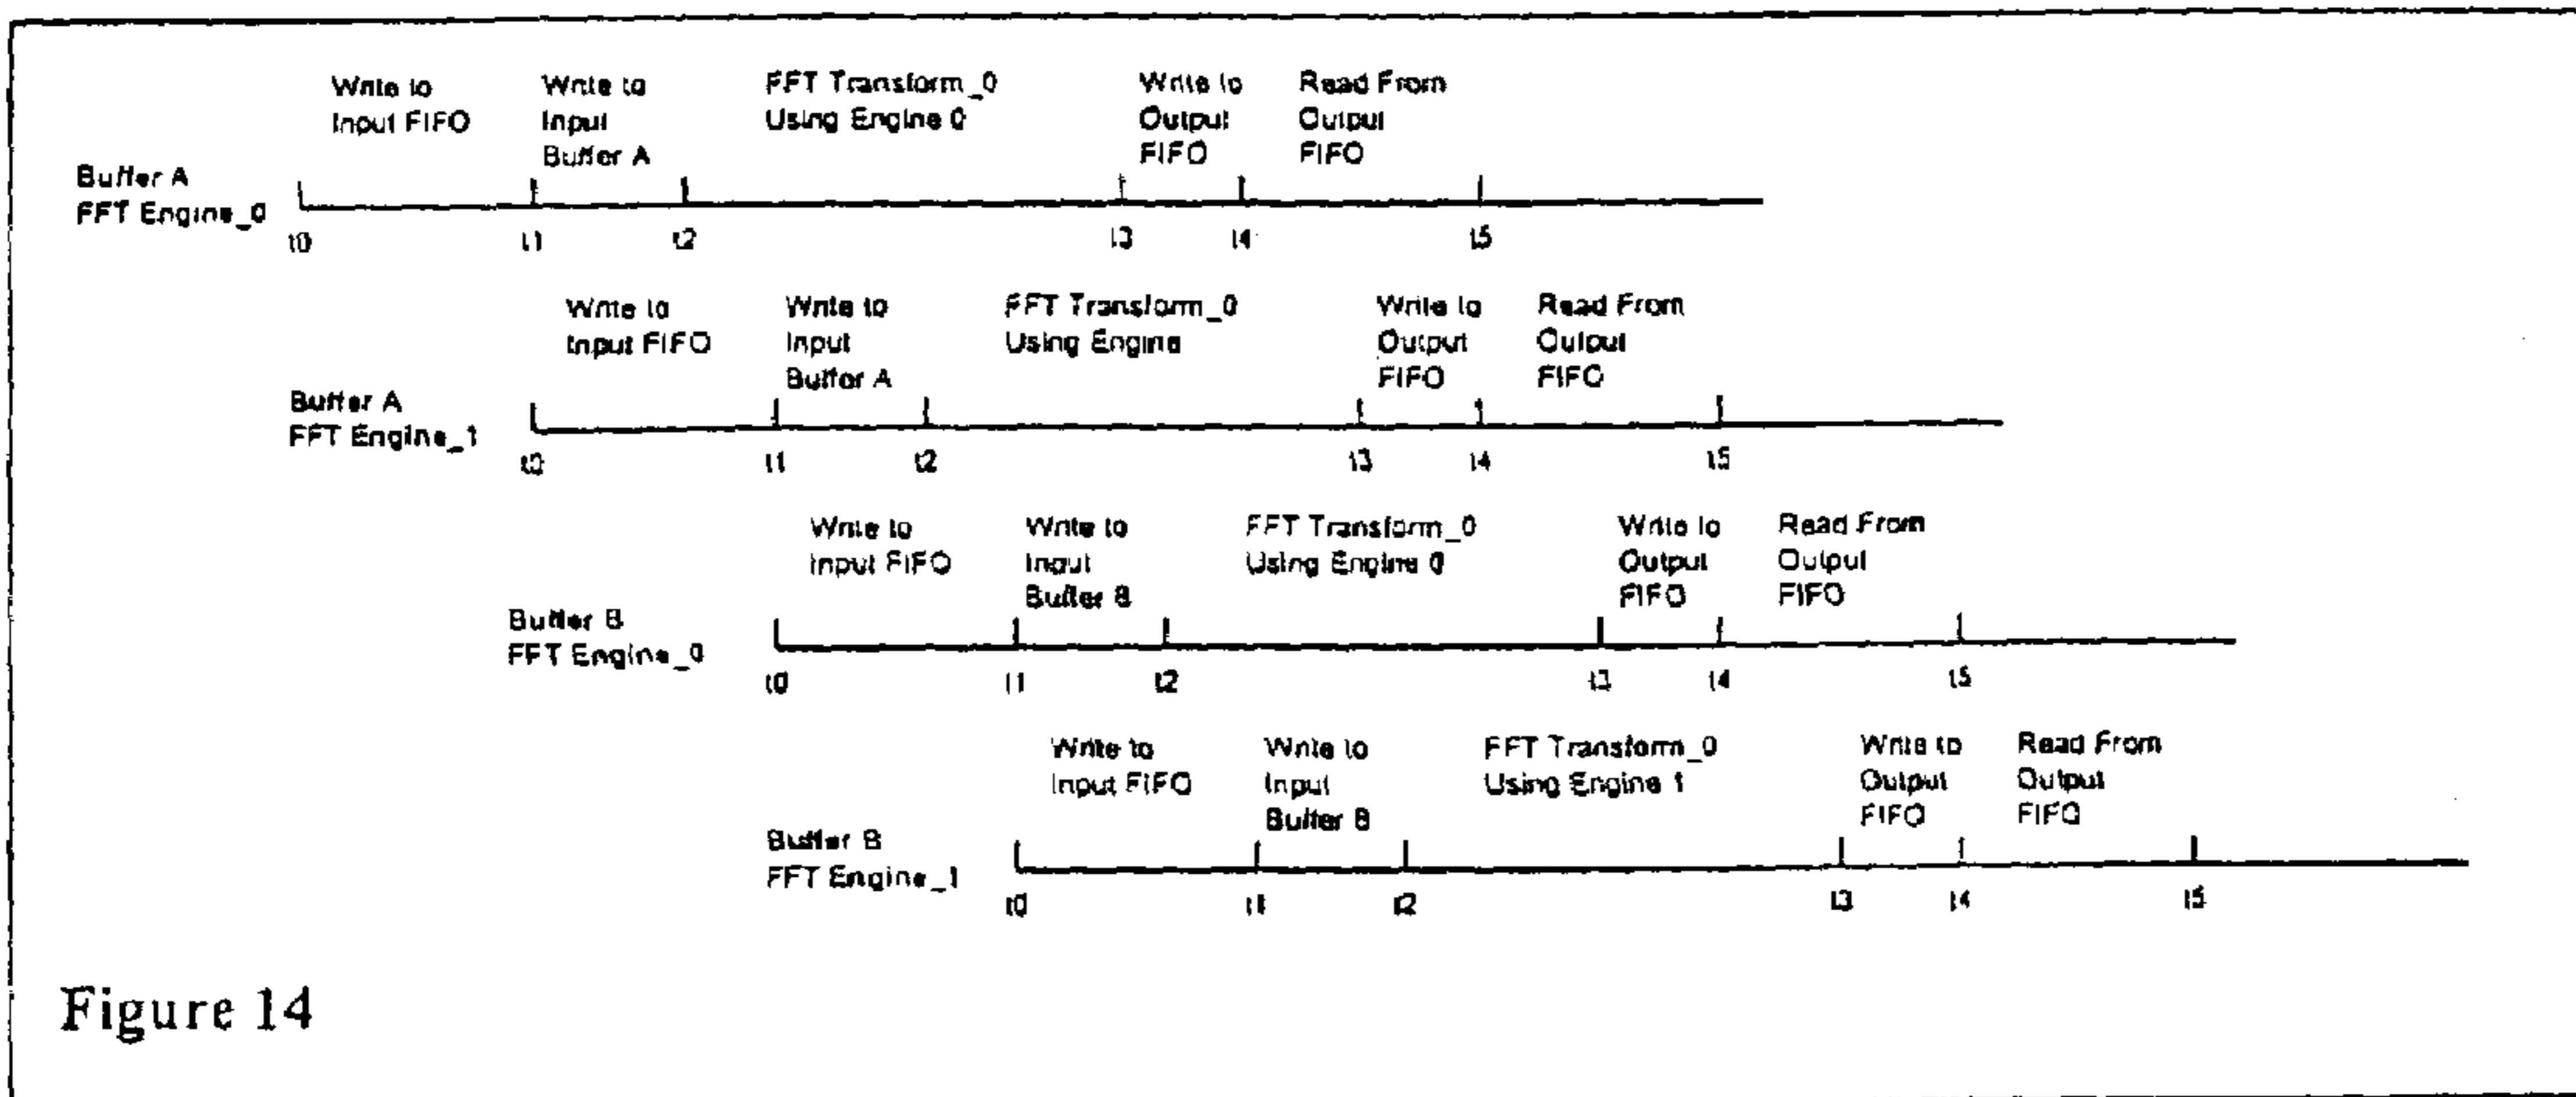 Write to
Input FIFO
Write to
Input
Buffer A
FFT Transform_0
Using Engine 0
Write to
Output
FIFO
Read From
Output
FIFO
Buffer A
FFT Engine_0
t0
t1
t2
t3
t4
t5
Write to
Input FIFO
Write to
Input
Buffer A
FFT Transform_0
Using Engine
Write to
Output
FIFO
Read From
Output
FIFO
Buffer A
FFT Engine_1
t0
t1
t2
t3
t4
t5
Write to
Input FIFO
Write to
Input
Buffer B
FFT Transform_0
Using Engine 0
Write to
Output
FIFO
Read From
Output
FIFO
Buffer B
FFT Engine_0
t0
t1
t2
t3
t4
t5
Write to
Input FIFO
Write to
Input
Buffer B
FFT Transform_0
Using Engine 1
Write to
Output
FIFO
Read From
Output
FIFO
Buffer B
FFT Engine_1
t0
t1
t2
t3
t4
t5
Figure 14